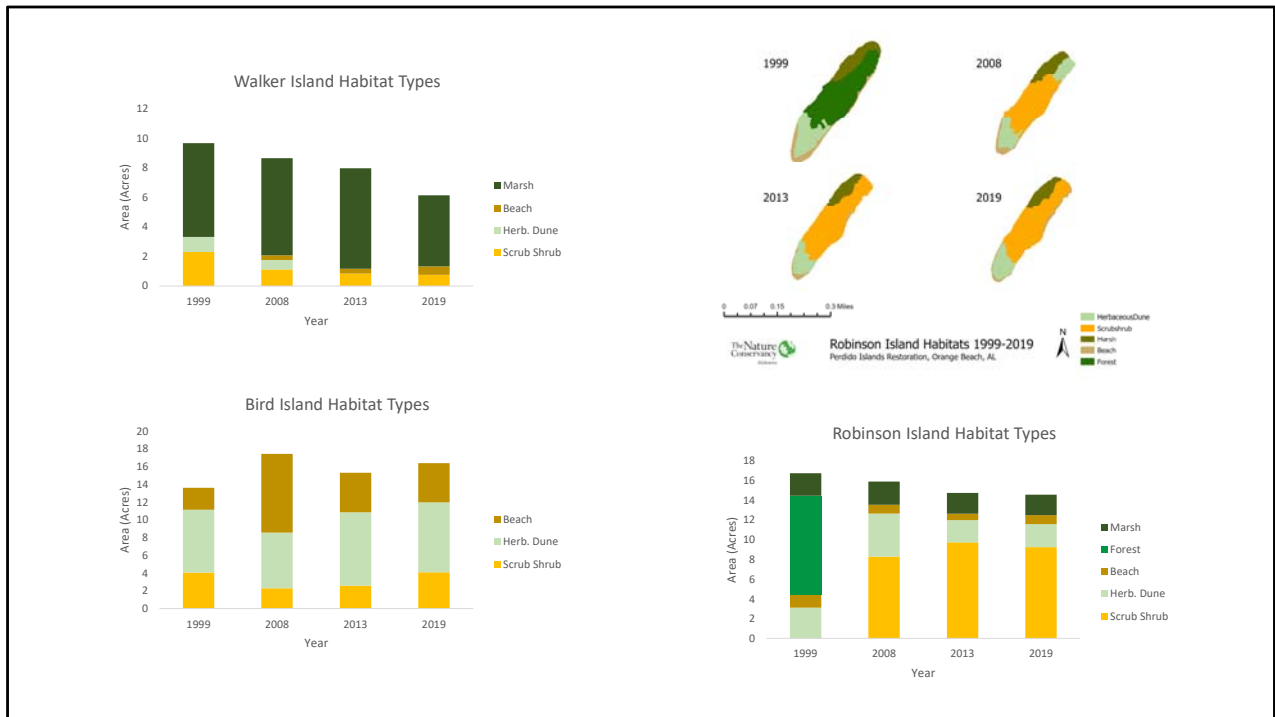 Walker Island Habitat Types
12
10
8
6
4
2
0
Area (Acres)
1999
2008
2013
2019
Year
Marsh
Beach
Herb. Dune
Scrub Shrub
1999
2008
2013
2019
0 0.07 0.15 0.3 Miles
The Nature
Conservancy
Robinson Island Habitats 1999-2019
Perdido Islands Restoration, Orange Beach, AL
N
HerbaceousDune
Scrubshrub
Marsh
Beach
Forest
Bird Island Habitat Types
20
18
16
14
12
10
8
6
4
2
0
Area (Acres)
1999
2008
2013
2019
Year
Beach
Herb. Dune
Scrub Shrub
Robinson Island Habitat Types
18
16
14
12
10
8
6
4
2
0
Area (Acres)
1999
2008
2013
2019
Year
Marsh
Forest
Beach
Herb. Dune
Scrub Shrub